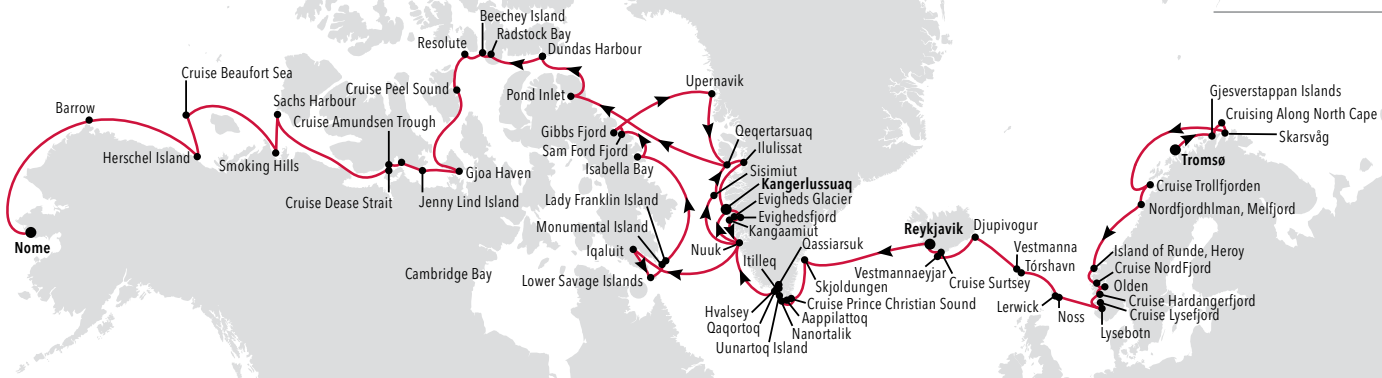 Beechey Island
Radstock Bay
Resolute
Dundas Harbour
Cruise Beaufort Sea
Upernavik
Sachs Harbour
Cruise Peel Sound
Pond Inlet
Gjesverstappan Islands
Barrow
Cruising Along North Cape
Cruise Amundsen Trough
Gibbs Fjord
Qeqertarsuaq
Skarsvåg
Ilulissat
Herschel Island
Sam Ford Fjord
Tromsø
Smoking Hills
Isabella Bay
Sisimiut
Gjoa Haven
Kangerlussuaq
Cruise Trollfjorden
Cruise Dease Strait
Jenny Lind Island
Lady Franklin Island
Evigheds Glacier
Nordfjordhlman, Melfjord
Evighedsfjord
Monumental Island
Kangaamiut
Reykjavik
Djupivogur
Nome
Iqaluit
Nuuk
Qassiarsuk
Vestmanna
Island of Runde, Heroy
Itilleq
Tórshavn
Cruise NordFjord
Cambridge Bay
Vestmannaeyjar
Lower Savage Islands
Skjoldungen
Cruise Surtsey
Olden
Cruise Prince Christian Sound
Cruise Hardangerfjord
Hvalsey
Aappilattoq
Lerwick
Noss
Cruise Lysefjord
Qaqortoq
Nanortalik
Lysebotn
Uunartoq Island